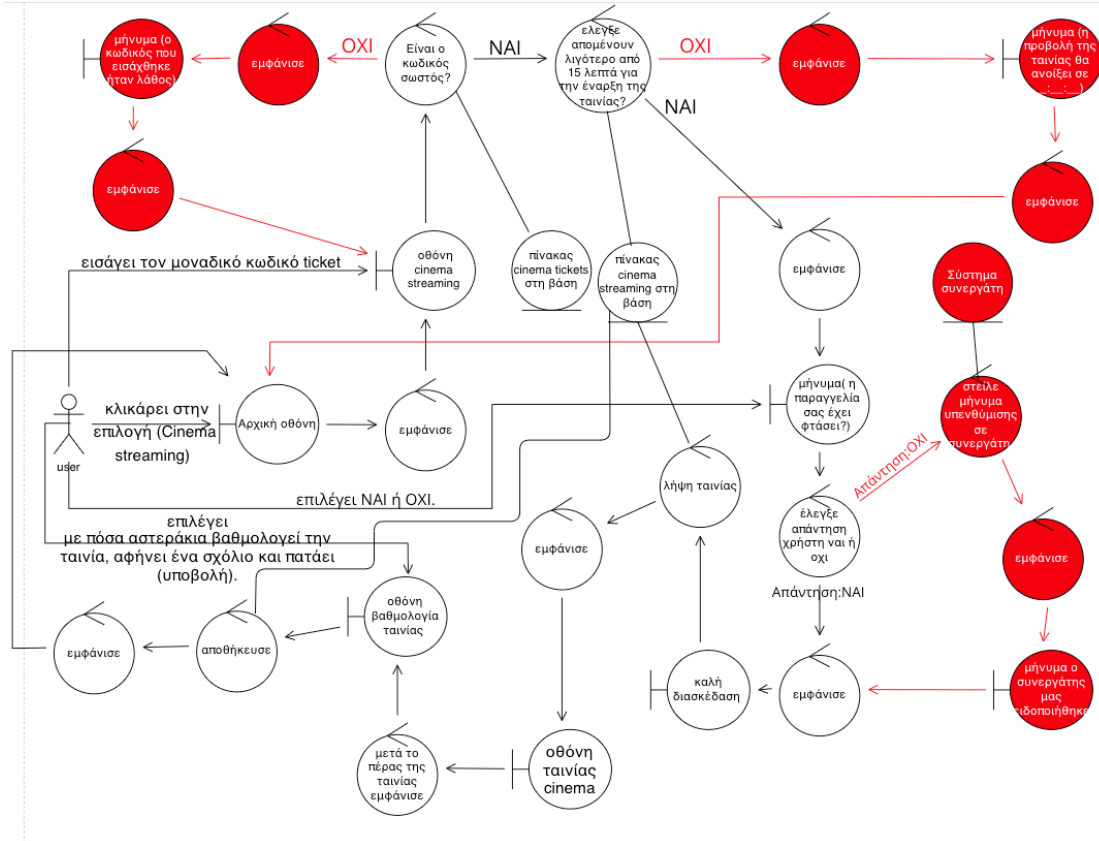 μήνυμα (ο
κωδικός που
εισάχθηκε
ήταν λάθος)
εμφάνισε
ΟΧΙ
Είναι ο
κωδικός
σωστός?
ΝΑΙ
ελεγξε
απομένουν
λιγότερο από
15 λεπτά για
την έναρξη της
ταινίας?
ΟΧΙ
εμφάνισε
μήνυμα (η
προβολή της
ταινίας θα
ανοίξει σε
__:__:__)
ΝΑΙ
εμφάνισε
εμφάνισε
εισάγει τον μοναδικό κωδικό ticket
οθόνη
cinema
streaming
πίνακας
cinema tickets
στη βάση
πίνακας
cinema
streaming στη
βάση
εμφάνισε
Σύστημα
συνεργάτη
user
κλικάρει στην
επιλογή (Cinema
streaming)
Αρχική οθόνη
εμφάνισε
μήνυμα( η
παραγγελία
σας έχει
φτάσει?)
στείλε
μήνυμα
υπενθύμισης
σε
συνεργάτη
Απάντηση:ΟΧΙ
επιλέγει ΝΑΙ ή ΟΧΙ.
λήψη ταινίας
έλεγξε
απάντηση
χρήστη ναι ή
οχι
επιλέγει
με πόσα αστεράκια βαθμολογεί την
ταινία, αφήνει ένα σχόλιο και πατάει
(υποβολή).
εμφάνισε
εμφάνισε
Απάντηση:ΝΑΙ
οθόνη
βαθμολογία
ταινίας
εμφάνισε
αποθήκευσε
καλή
διασκέδαση
εμφάνισε
μήνυμα ο
συνεργάτης
μας
ειδοποιήθηκε
μετά το
πέρας της
ταινίας
εμφάνισε
οθόνη
ταινίας
cinema